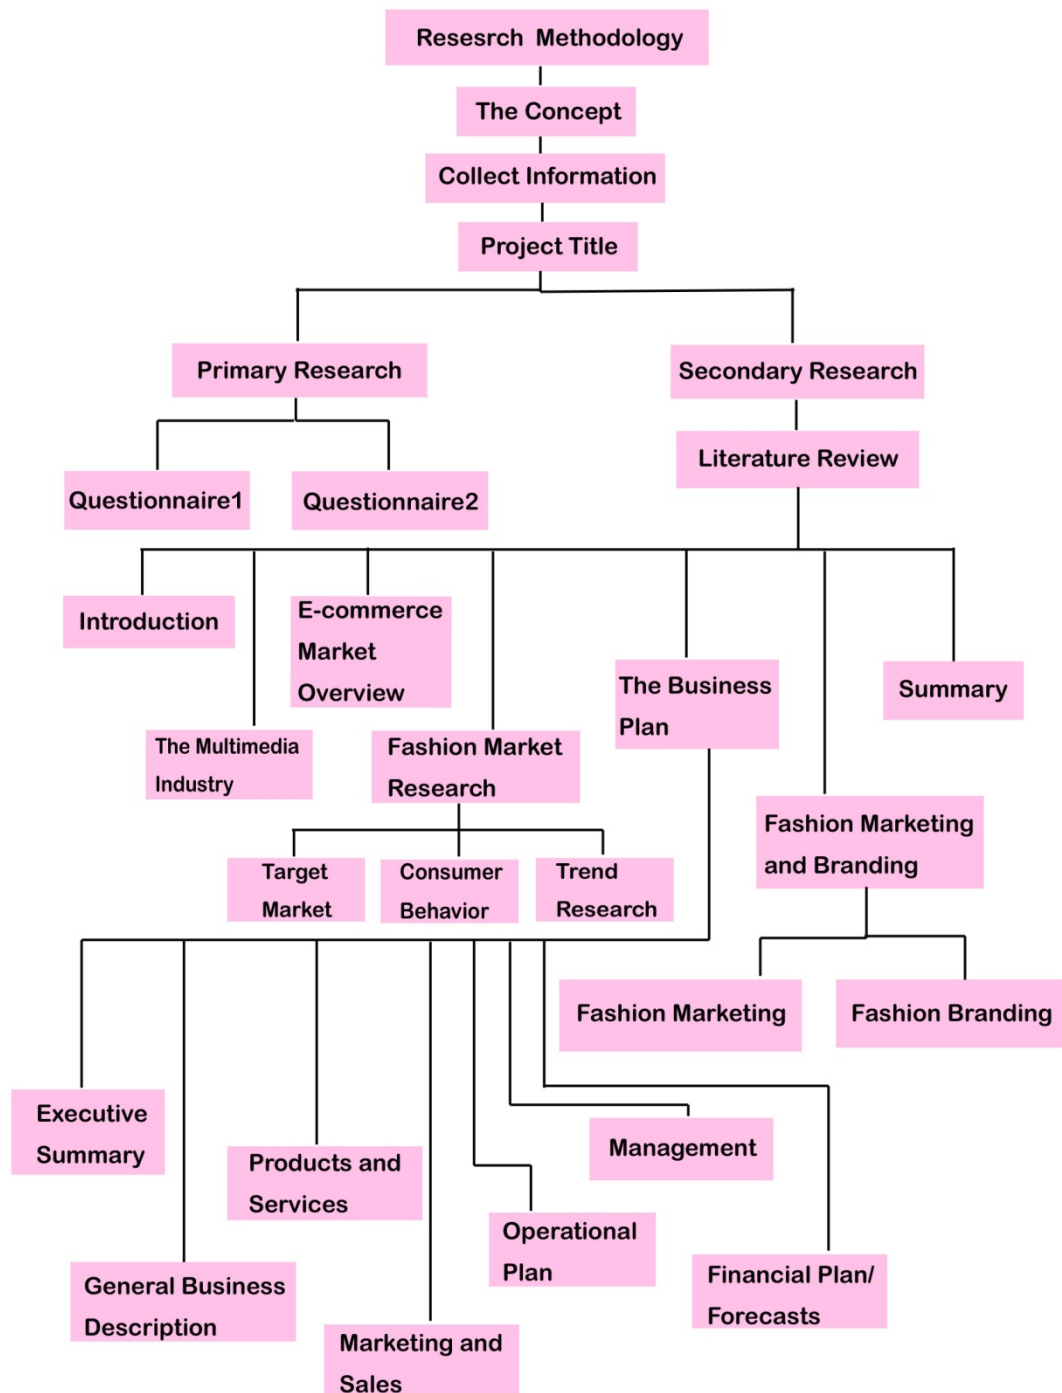 Resesrch Methodology
The Concept
Collect Information
Project Title
Primary Research
Secondary Research
Literature Review
Questionnaire1
Questionnaire2
Introduction
E-commerce
Market
Overview
The Business
Plan
Summary
The Multimedia
Industry
Fashion Market
Research
Fashion Marketing
and Branding
Target
Market
Consumer
Behavior
Trend
Research
Fashion Marketing
Fashion Branding
Executive
Summary
Management
Products and
Services
Operational
Plan
General Business
Description
Financial Plan/
Forecasts
Marketing and
Sales